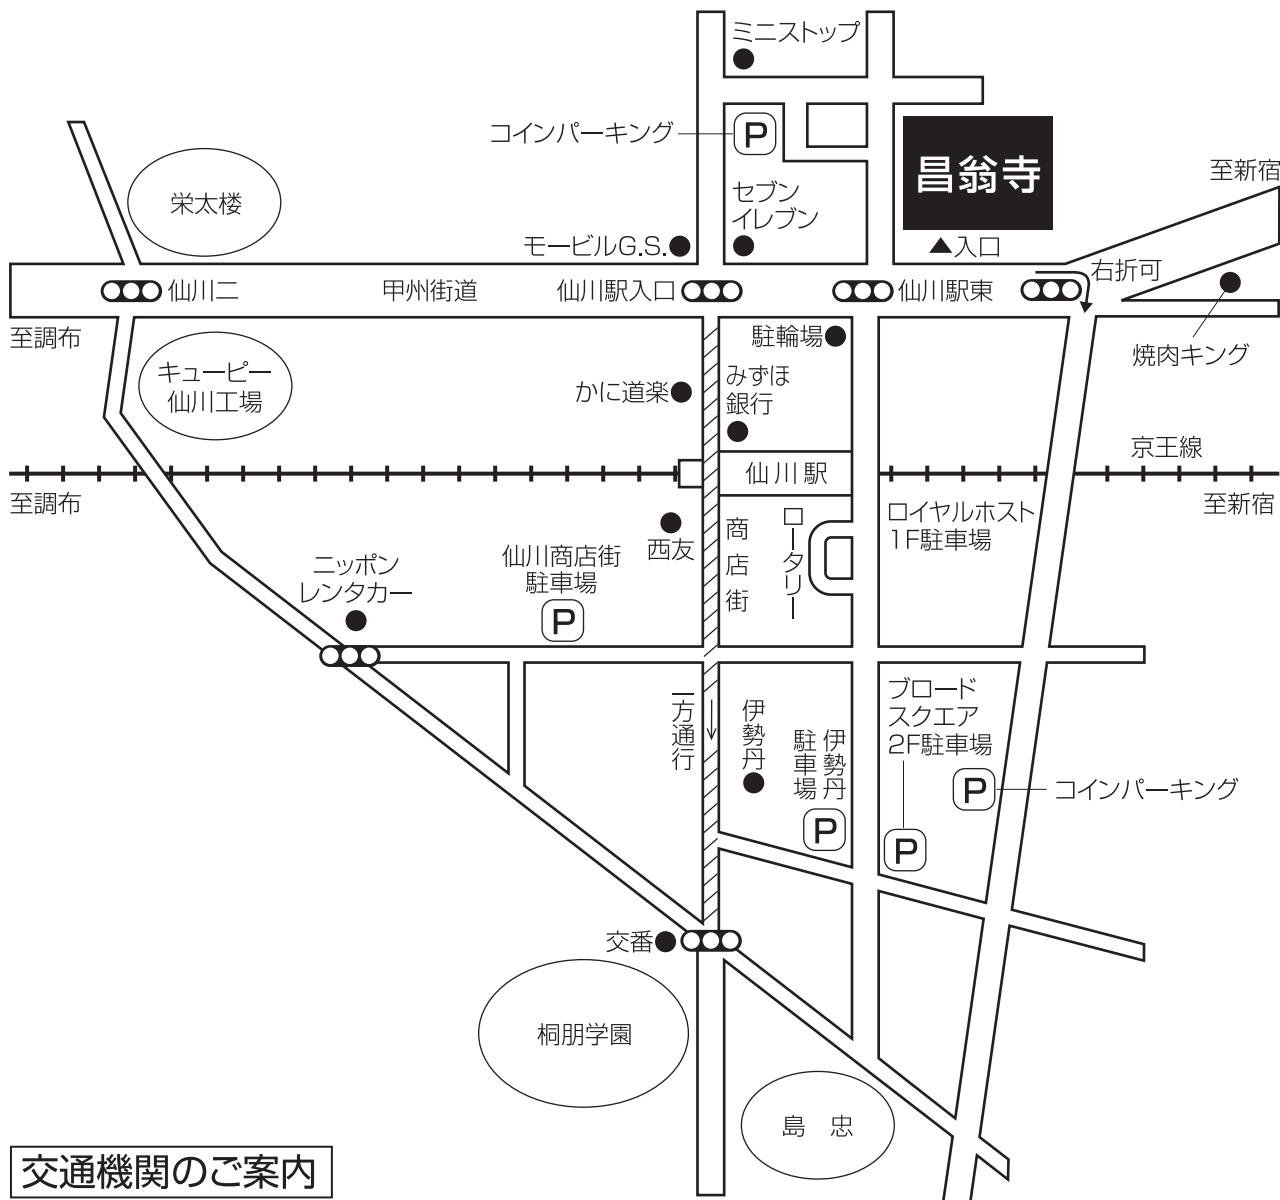 ミニストップ
コインパーキング
P
昌翁寺
至新宿
栄太楼
セブン
イレブン
モービルG.S.
▲入口
右折可
仙川二
甲州街道
仙川駅入口
仙川駅東
至調布
駐輪場
焼肉キング
キューピー
仙川工場
かに道楽
みずほ
銀行
京王線
仙川駅
至調布
至新宿
ロイヤルホスト
1F駐車場
商店街
ロータリー
西友
仙川商店街
駐車場
P
ニッポン
レンタカー
一方通行
伊勢丹
伊勢丹
駐車場
P
ブロード
スクエア
2F駐車場
P
P
コインパーキング
交番
桐朋学園
島忠
交通機関のご案内